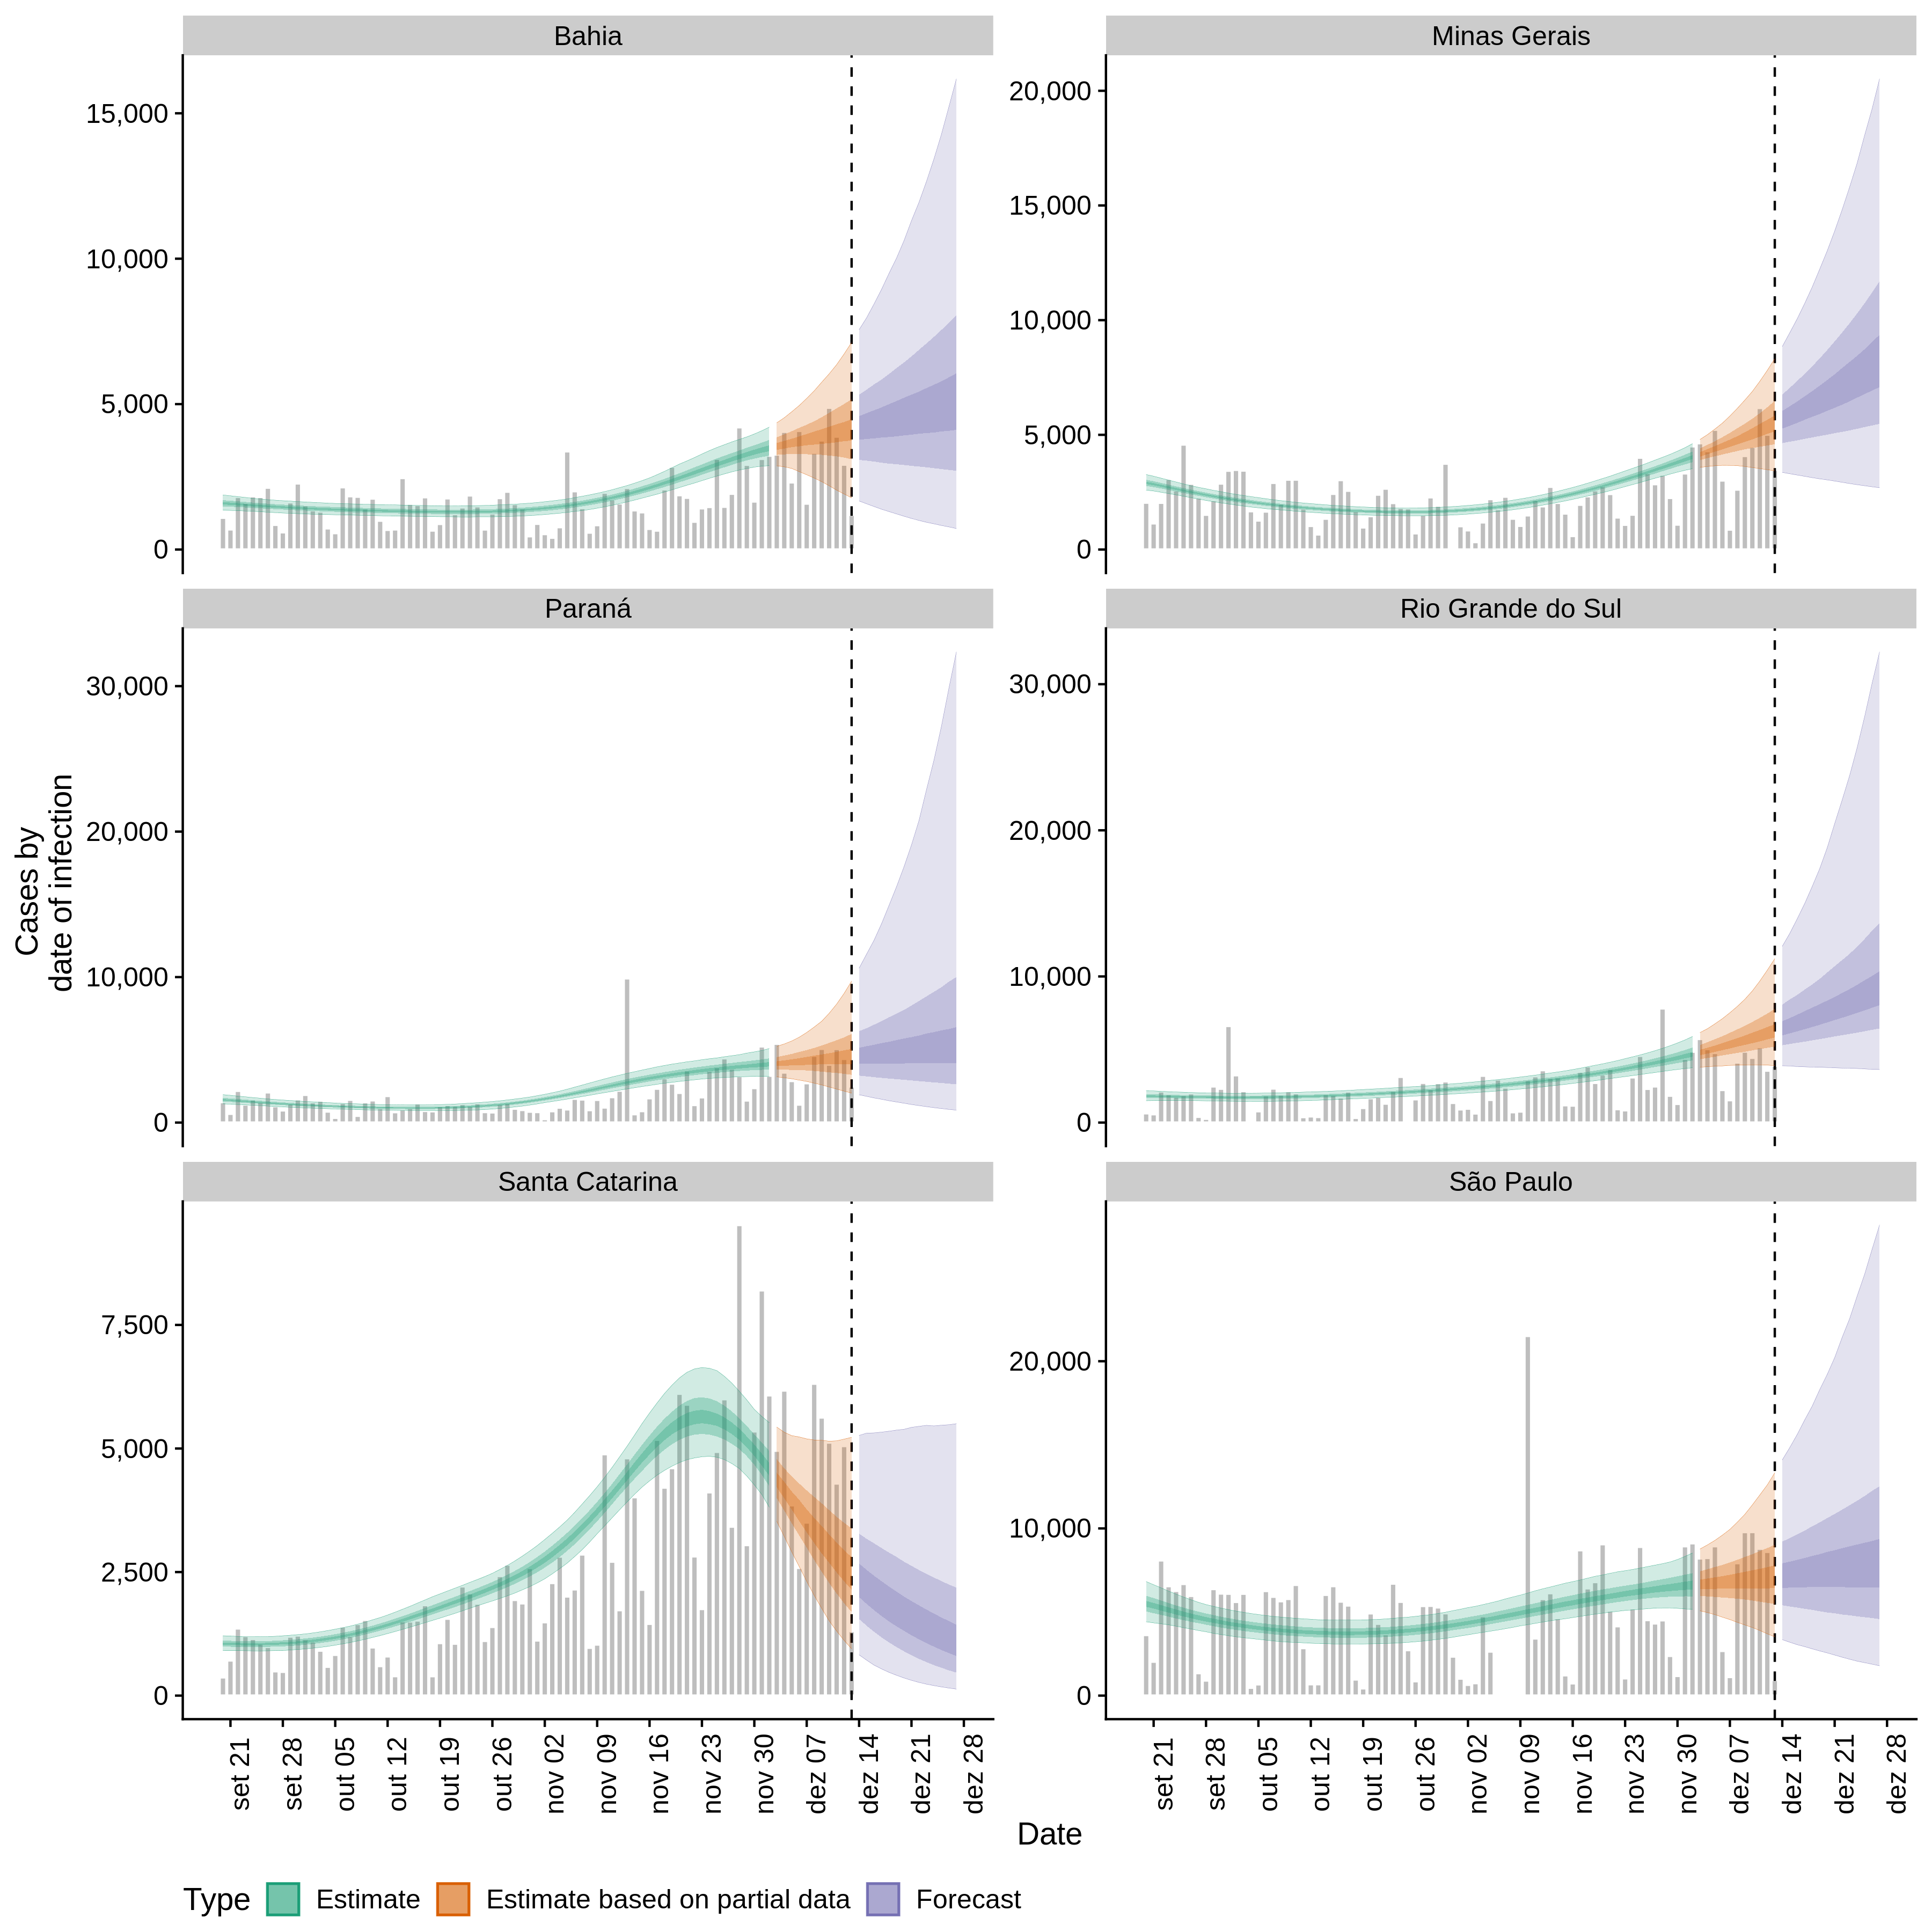 Bahia
Minas Gerais
15,000
10,000
5,000
0
20,000
15,000
10,000
5,000
0
Paraná
Rio Grande do Sul
30,000
20,000
10,000
0
30,000
20,000
10,000
0
Cases by
date of infection
Santa Catarina
São Paulo
7,500
5,000
2,500
0
20,000
10,000
0
set 21
set 28
out 05
out 12
out 19
out 26
nov 02
nov 09
nov 16
nov 23
nov 30
dez 07
dez 14
dez 21
dez 28
set 21
set 28
out 05
out 12
out 19
out 26
nov 02
nov 09
nov 16
nov 23
nov 30
dez 07
dez 14
dez 21
dez 28
Date
Type Estimate Estimate based on partial data Forecast